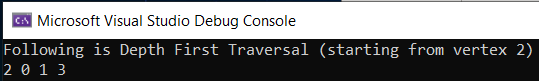 Microsoft Visual Studio Debug Console
Following is Depth First Traversal (starting from vertex 2)
2 0 1 3